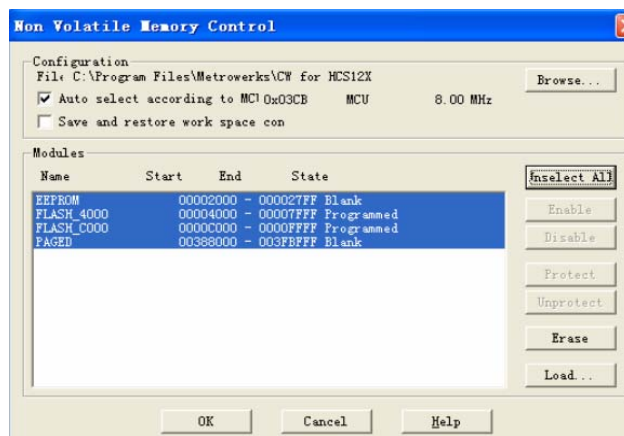 Non Volatile Memory Control
Configuration
File C:\Program Files\Metrowerks\CW for HCS12X
Browse...
Auto select according to MCI 0x03CB MCU 8.00 MHz
Save and restore work space con
Modules
Name Start End State
Unselect All
EEPROM 00002000 - 000027FF Blank
FLASH_4000 00004000 - 00007FFF Programmed
FLASH_C000 0000C000 - 0000FFFF Programmed
PAGED 00388000 - 003FBFFF Blank
Enable
Disable
Protect
Unprotect
Erase
Load...
OK Cancel Help